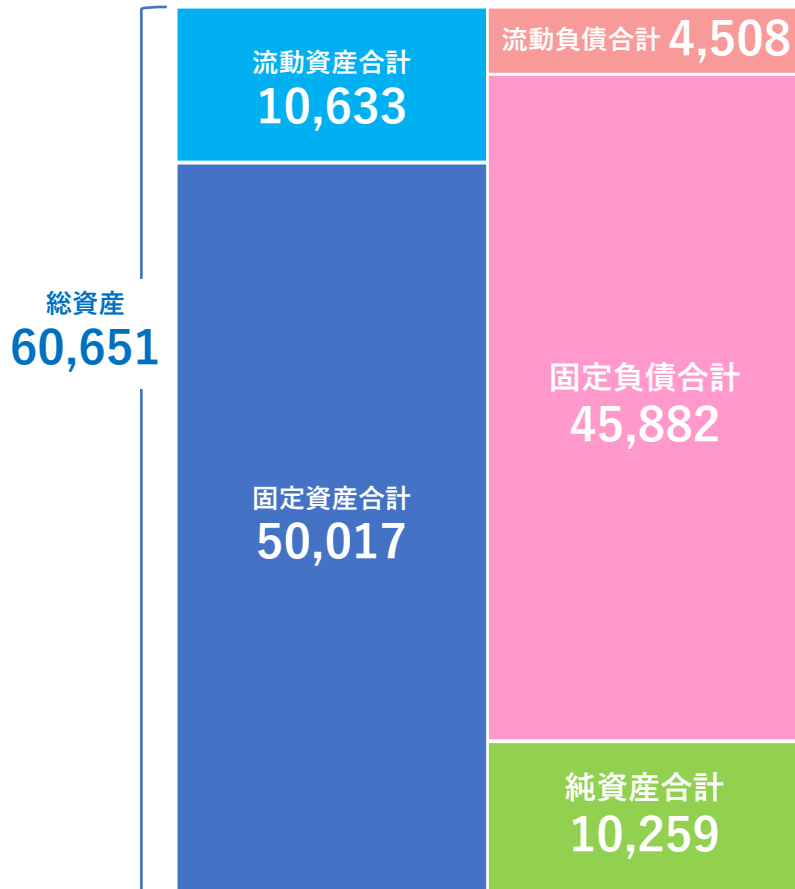 総資産
60,651
流動資産合計
10,633
固定資産合計
50,017
流動負債合計 4,508
固定負債合計
45,882
純資産合計
10,259